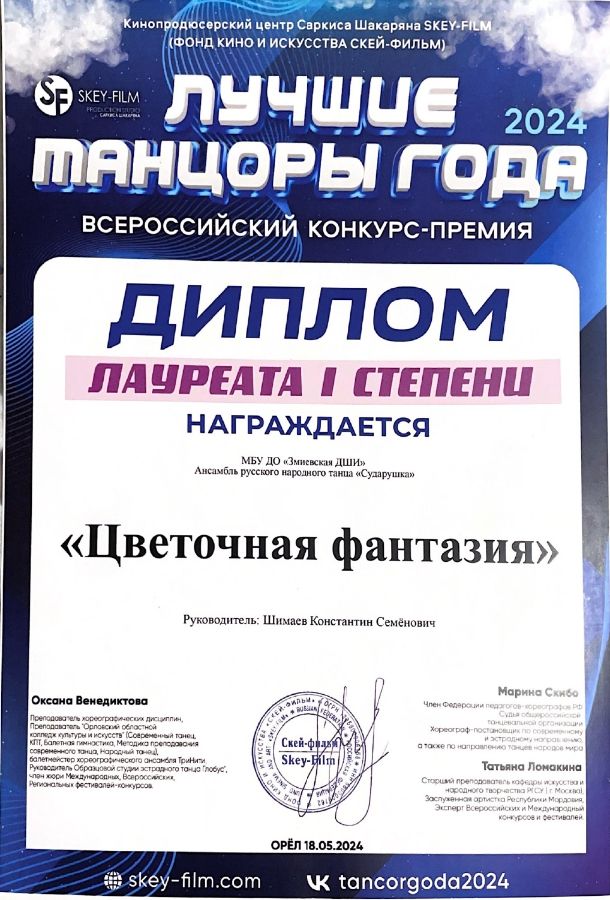 Кинопродюсерский центр Саркиса Шакаряна SKEY-FILM
(ФОНД КИНО И ИСКУССТВА СКЕЙ-ФИЛЬМ)
SF SKEY-FILM
PRODUCTION STUDIO
САРКИСА ШАКАРЯНА
ЛУЧШИЕ
2024
ТАНЦОРЫ ГОДА
ВСЕРОССИЙСКИЙ КОНКУРС-ПРЕМИЯ
ДИПЛОМ
ЛАУРЕАТА I СТЕПЕНИ
НАГРАЖДАЕТСЯ
МБУ ДО «Змиевская ДШИ»
Ансамбль русского народного танца «Сударушка»
«Цветочная фантазия»
Руководитель: Шимаев Константин Семёнович
Оксана Венедиктова
Преподаватель хореографических дисциплин,
Преподаватель "Орловский областной
колледж культуры и искусств" (Современный танец,
КПТ, Балетная гимнастика, Методика преподавания
современного танца, Народный танец),
балетмейстер хореографического ансамбля ТриНити
Руководитель Образцовой студии эстрадного танца "Глобус",
член жюри Международных, Всероссийских,
Региональных фестивалей-конкурсов.
Скей-фильм
Skey-Film
Марина Скибо
Член Федерации педагогов-хореографов РФ
Судья общероссийской
танцевальной организации
Хореограф-постановщик по современному
и эстрадному направлению,
а также по направлению танцев народов мира
Татьяна Ломакина
Старший преподаватель кафедры искусства и
народного творчества РГСУ ( г. Москва),
Заслуженная артистка Республики Мордовия,
Эксперт Всероссийских и Международный
конкурсов и фестивалей.
ОРЁЛ 18.05.2024
skey-film.com
tancorgoda2024